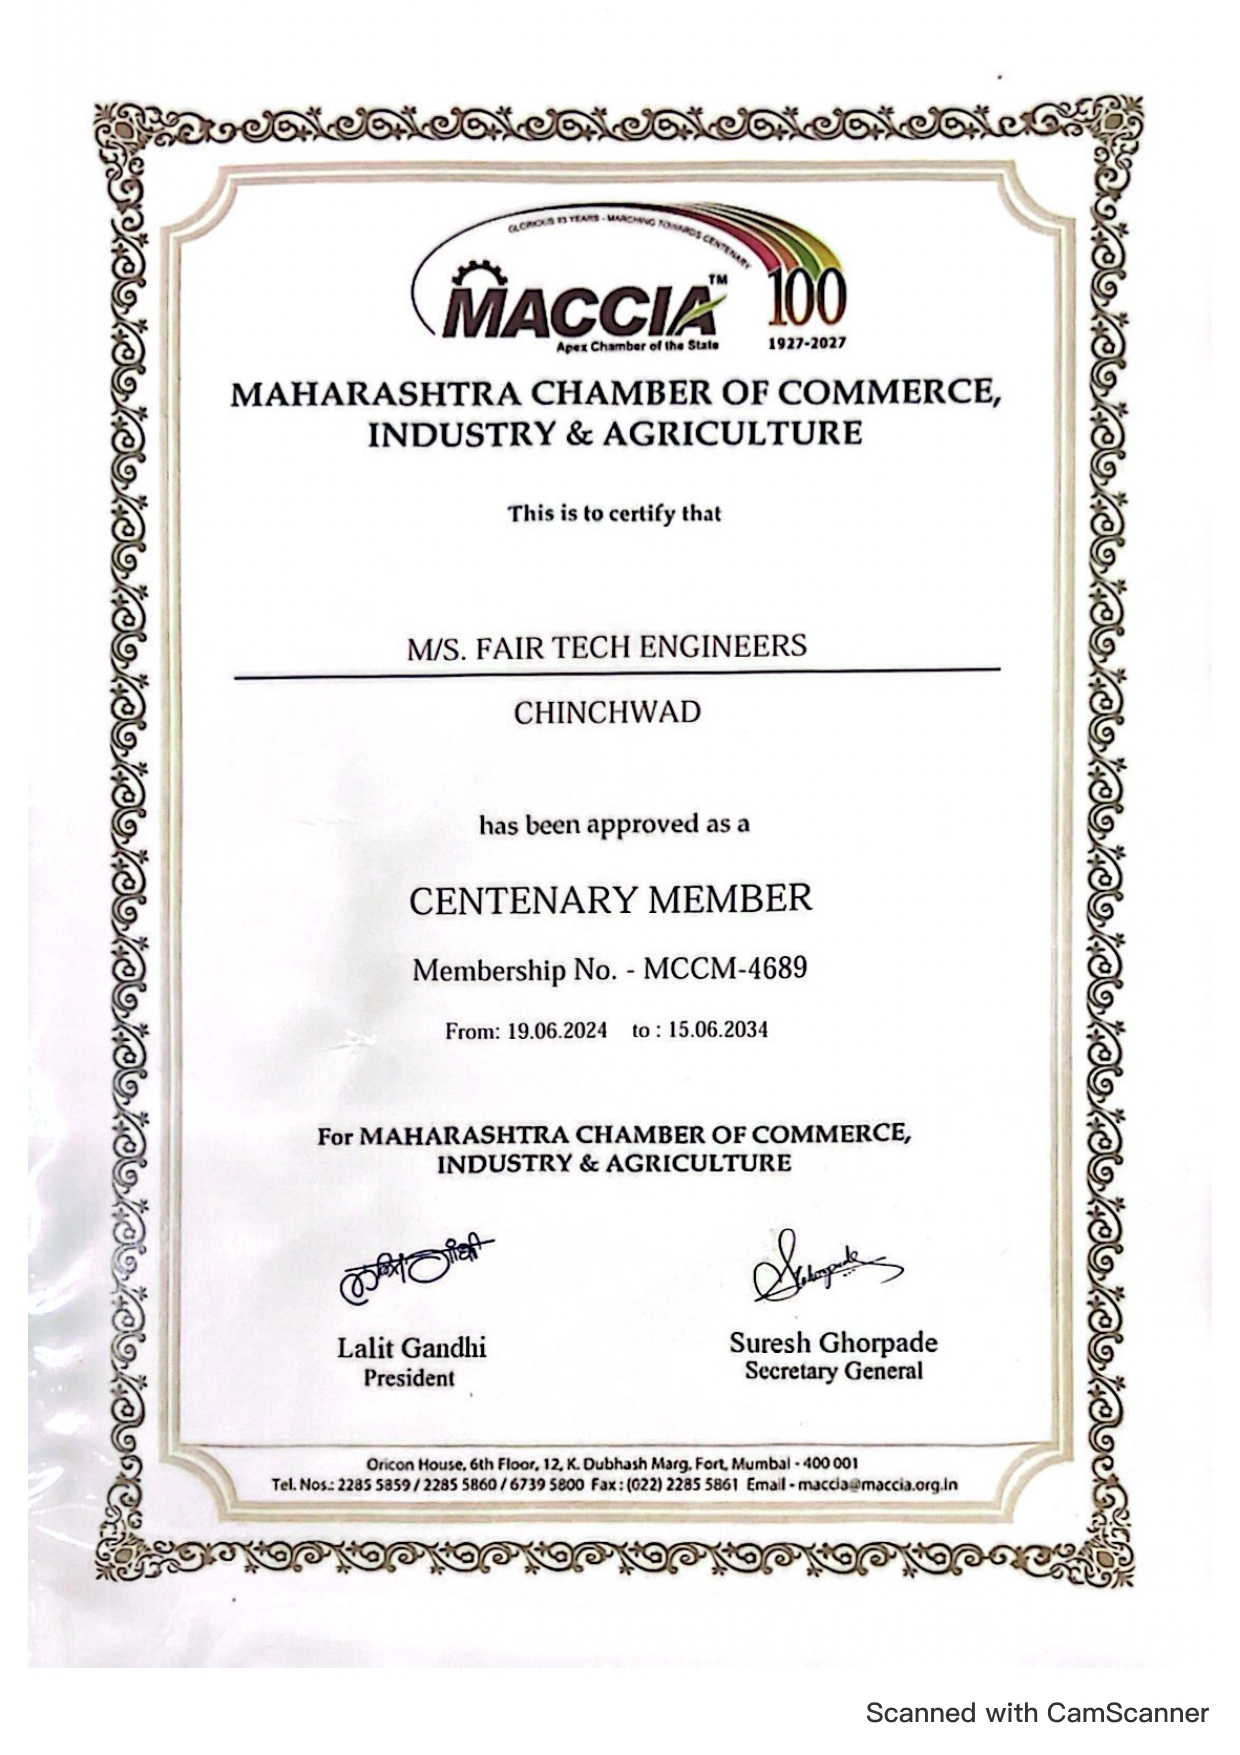 GLORIOUS 93 YEARS - MARCHING TOWARDS CENTENARY
MACCIA™
100
Apex Chamber of the State
1927-2027
MAHARASHTRA CHAMBER OF COMMERCE,
INDUSTRY & AGRICULTURE
This is to certify that
M/S. FAIR TECH ENGINEERS
CHINCHWAD
has been approved as a
CENTENARY MEMBER
Membership No. - MCCM-4689
From: 19.06.2024 to : 15.06.2034
For MAHARASHTRA CHAMBER OF COMMERCE,
INDUSTRY & AGRICULTURE
Lalit Gandhi
President
Suresh Ghorpade
Secretary General
Oricon House, 6th Floor, 12, K. Dubhash Marg, Fort, Mumbai - 400 001
Tel. Nos.: 2285 5859 / 2285 5860 / 6739 5800 Fax : (022) 2285 5861 Email - maccia@maccia.org.in
Scanned with CamScanner